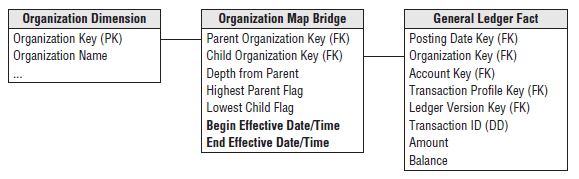 Organization Dimension
Organization Key (PK)
Organization Name
...
Organization Map Bridge
Parent Organization Key (FK)
Child Organization Key (FK)
Depth from Parent
Highest Parent Flag
Lowest Child Flag
Begin Effective Date/Time
End Effective Date/Time
General Ledger Fact
Posting Date Key (FK)
Organization Key (FK)
Account Key (FK)
Transaction Profile Key (FK)
Ledger Version Key (FK)
Transaction ID (DD)
Amount
Balance